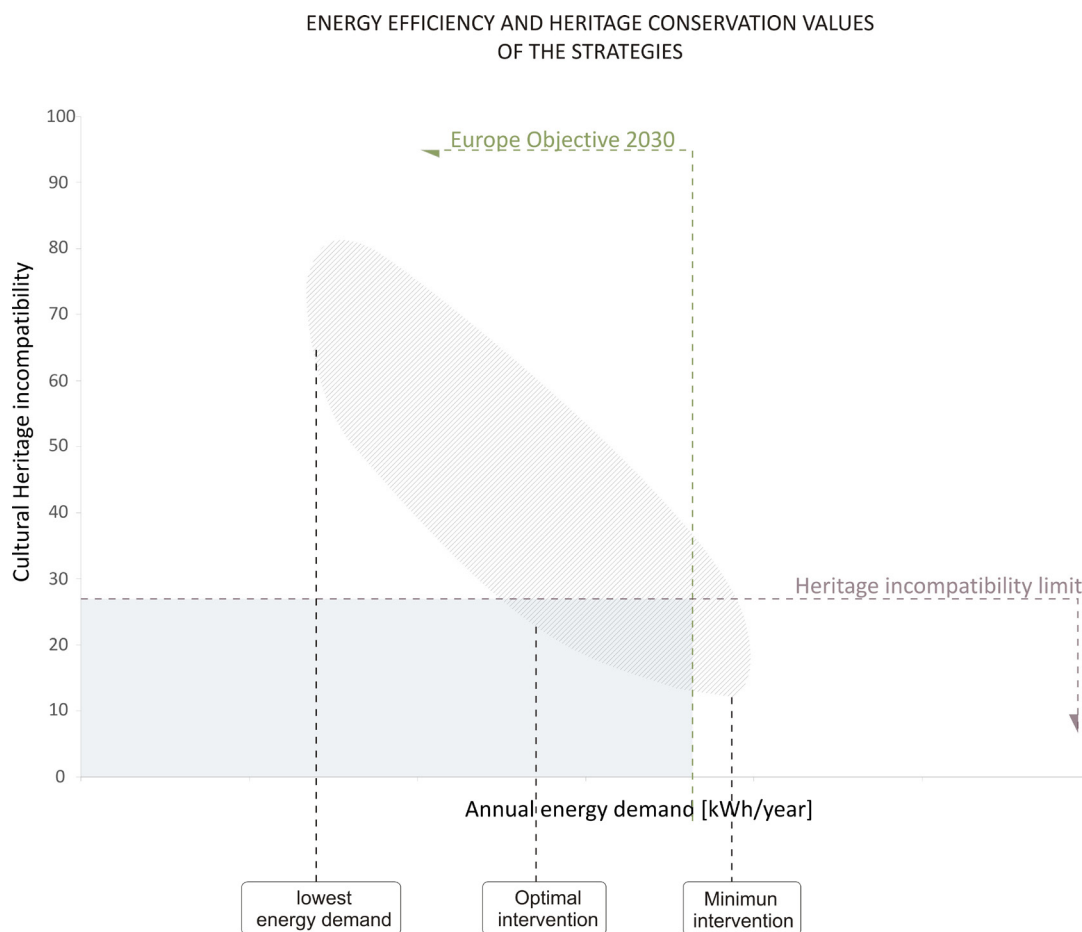 ENERGY EFFICIENCY AND HERITAGE CONSERVATION VALUES
OF THE STRATEGIES
100
Europe Objective 2030
90
80
70
60
50
40
30
20
10
0
Cultural Heritage incompatibility
Heritage incompatibility limit
Annual energy demand [kWh/year]
lowest
energy demand
Optimal
intervention
Minimun
intervention